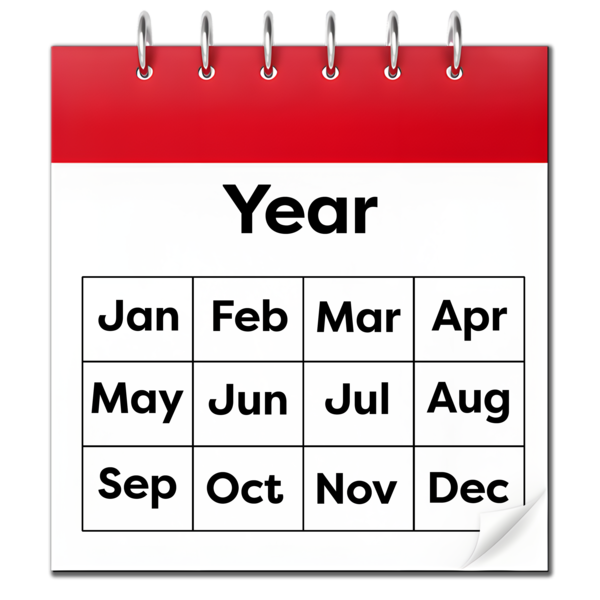 Year
Jan Feb Mar Apr
May Jun Jul Aug
Sep Oct Nov Dec